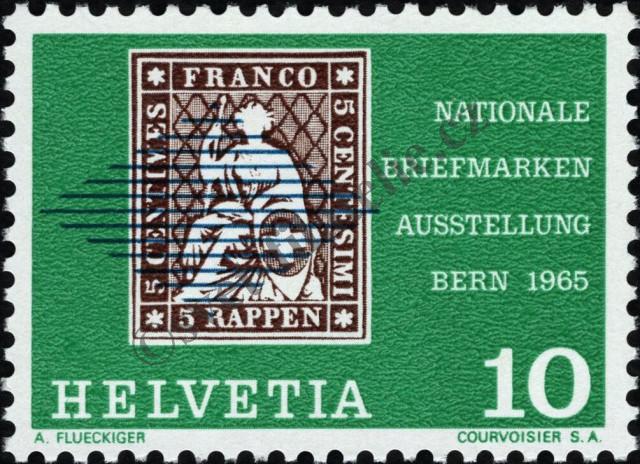 FRANCO
5 CENTIMES
5 CENTESIMI
5 RAPPEN
NATIONALE
BRIEFMARKEN
AUSSTELLUNG
BERN 1965
HELVETIA
10
A. FLUECKIGER
COURVOISIER S.A.